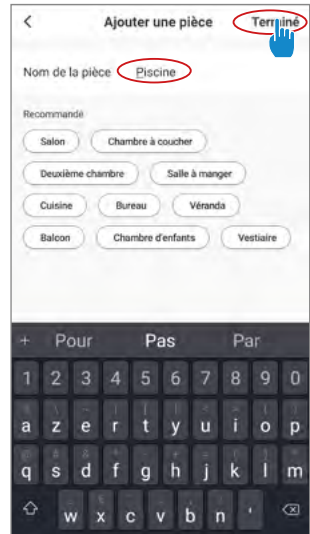 Ajouter une pièce Terminé
Nom de la pièce Piscine
Recommandé
Salon Chambre à coucher
Deuxième chambre Salle à manger
Cuisine Bureau Véranda
Balcon Chambre d'enfants Vestiaire
+ Pour Pas Par
1 2 3 4 5 6 7 8 9 0
a z e r t y u i o p
q s d f g h j k l m
w x c v b n '